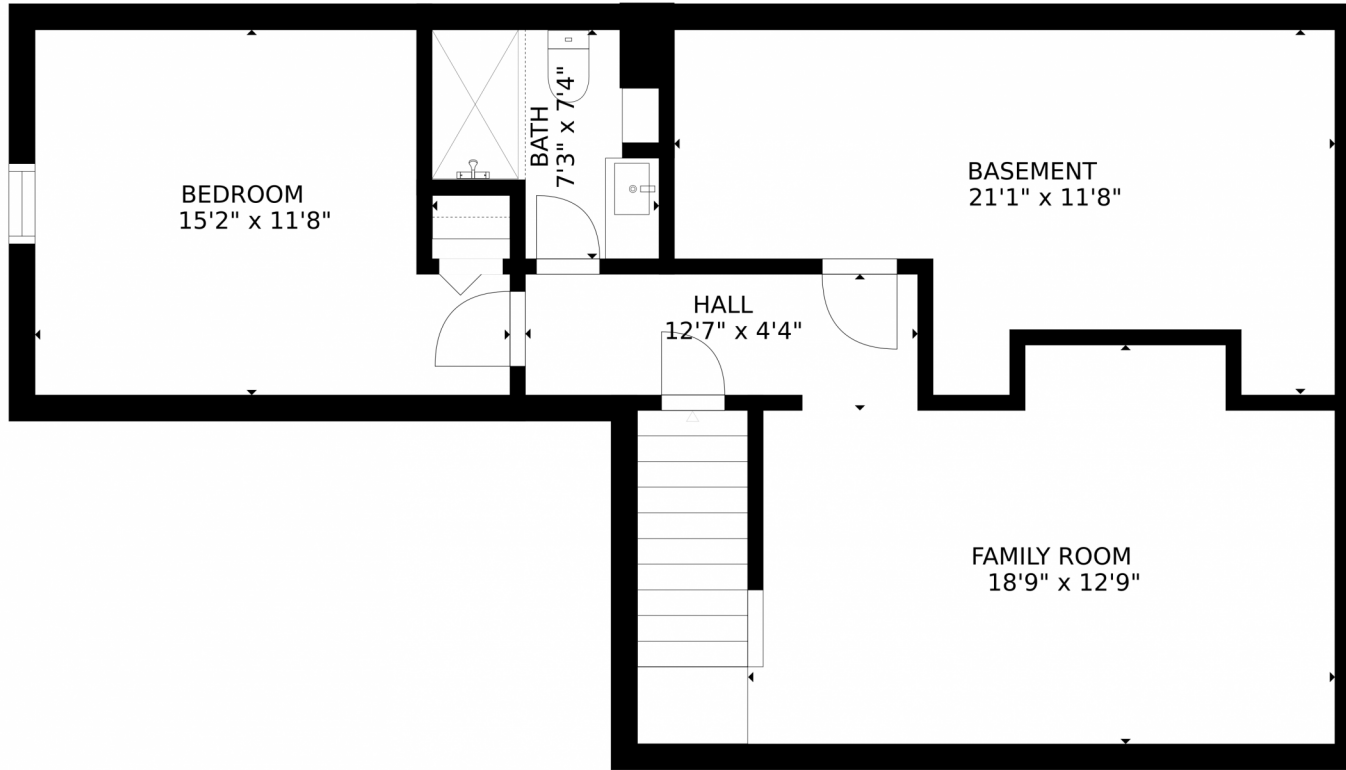 BEDROOM
15'2" x 11'8"
BATH
7'3" x 7'4"
BASEMENT
21'1" x 11'8"
HALL
12'7" x 4'4"
FAMILY ROOM
18'9" x 12'9"